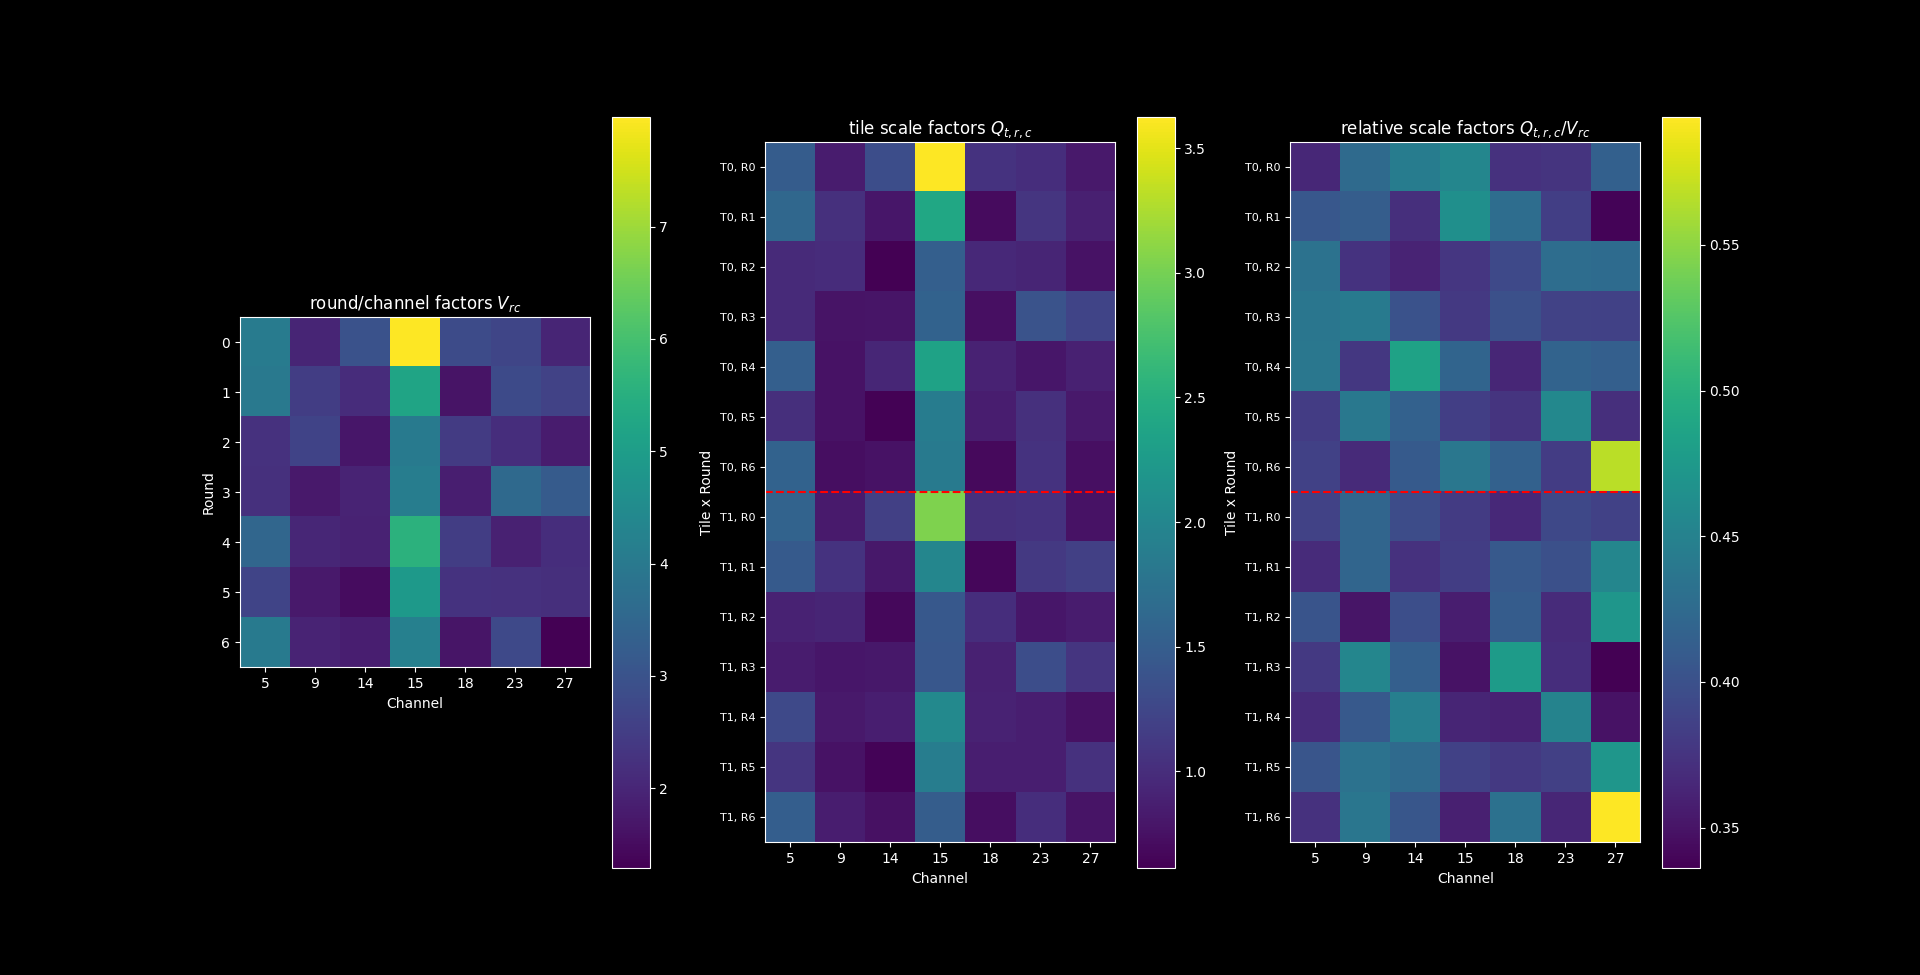 round/channel factors V_{rc}
Round
0
1
2
3
4
5
6
5 9 14 15 18 23 27
Channel
7
6
5
4
3
2
tile scale factors Q_{t,r,c}
Tile x Round
T0, R0
T0, R1
T0, R2
T0, R3
T0, R4
T0, R5
T0, R6
T1, R0
T1, R1
T1, R2
T1, R3
T1, R4
T1, R5
T1, R6
5 9 14 15 18 23 27
Channel
3.5
3.0
2.5
2.0
1.5
1.0
relative scale factors Q_{t,r,c}/V_{rc}
Tile x Round
T0, R0
T0, R1
T0, R2
T0, R3
T0, R4
T0, R5
T0, R6
T1, R0
T1, R1
T1, R2
T1, R3
T1, R4
T1, R5
T1, R6
5 9 14 15 18 23 27
Channel
0.55
0.50
0.45
0.40
0.35